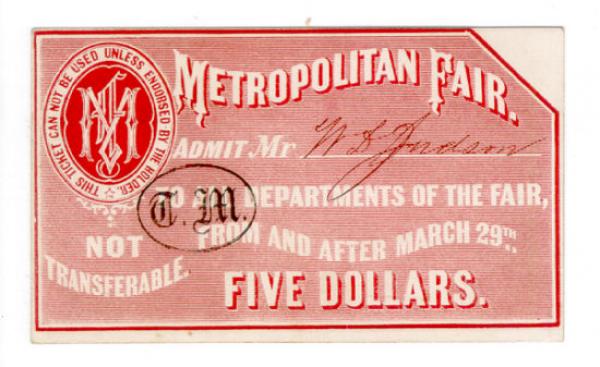 THIS TICKET CAN NOT BE USED UNLESS ENDORSED BY THE HOLDER.
METROPOLITAN FAIR.
ADMIT Mr. W D Judson
TO ALL DEPARTMENTS OF THE FAIR,
T. M.
FROM AND AFTER MARCH 29TH.
NOT
TRANSFERABLE.
FIVE DOLLARS.